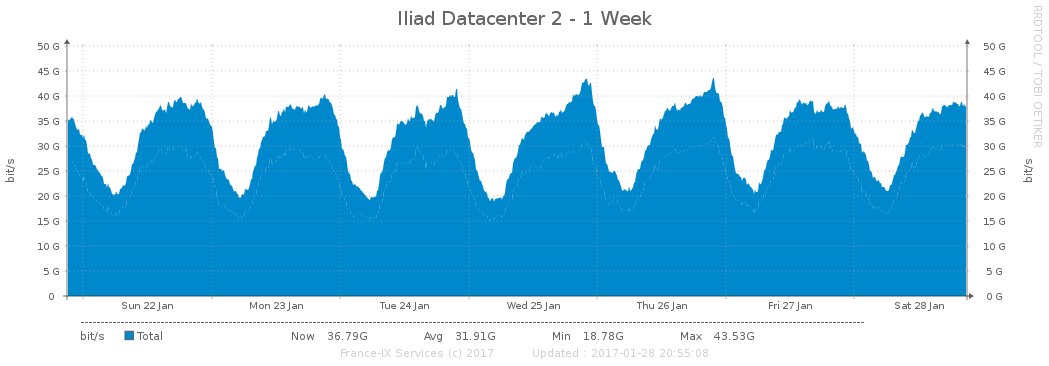 Iliad Datacenter 2 - 1 Week
RRDTOOL / TOBI OETIKER
50 G 50 G
45 G 45 G
40 G 40 G
35 G 35 G
30 G 30 G
25 G 25 G
20 G 20 G
15 G 15 G
10 G 10 G
5 G 5 G
0 0 G
bit/s bit/s
Sun 22 Jan Mon 23 Jan Tue 24 Jan Wed 25 Jan Thu 26 Jan Fri 27 Jan Sat 28 Jan
bit/s Total Now 36.79G Avg 31.91G Min 18.78G Max 43.53G
France-IX Services (c) 2017 Updated : 2017-01-28 20:55:08